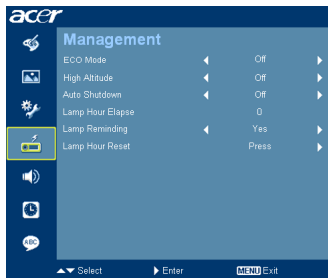 acer
Management
ECO Mode Off
High Altitude Off
Auto Shutdown Off
Lamp Hour Elapse 0
Lamp Reminding Yes
Lamp Hour Reset Press
ABC
Select Enter MENU Exit